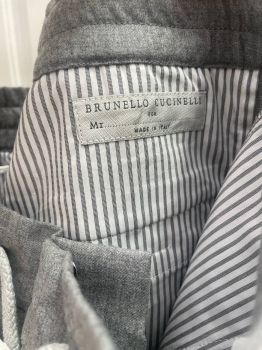 BRUNELLO CUCINELLI
FOR
Mr..............
MADE IN ITALY